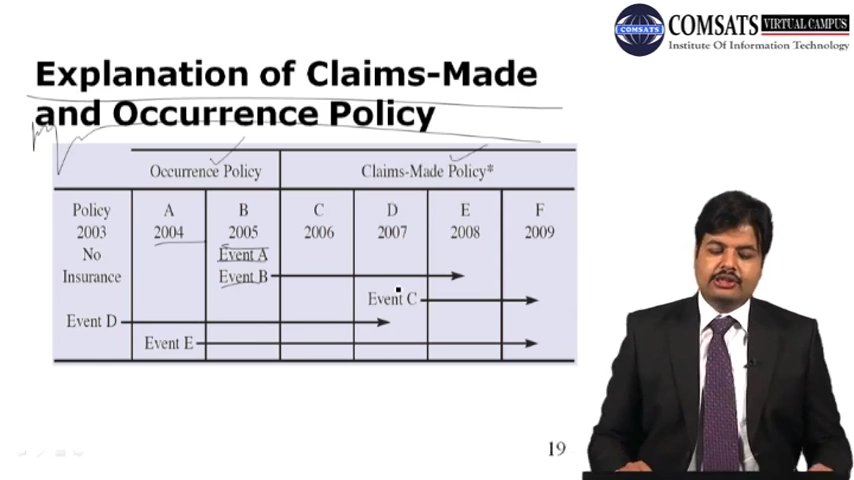 COMSATS VIRTUAL CAMPUS
COMSATS
Institute Of Information Technology
Explanation of Claims-Made
and Occurrence Policy
Occurrence Policy Claims-Made Policy*
Policy A B C D E F
2003 2004 2005 2006 2007 2008 2009
No Event A
Insurance Event B
Event C
Event D
Event E
19